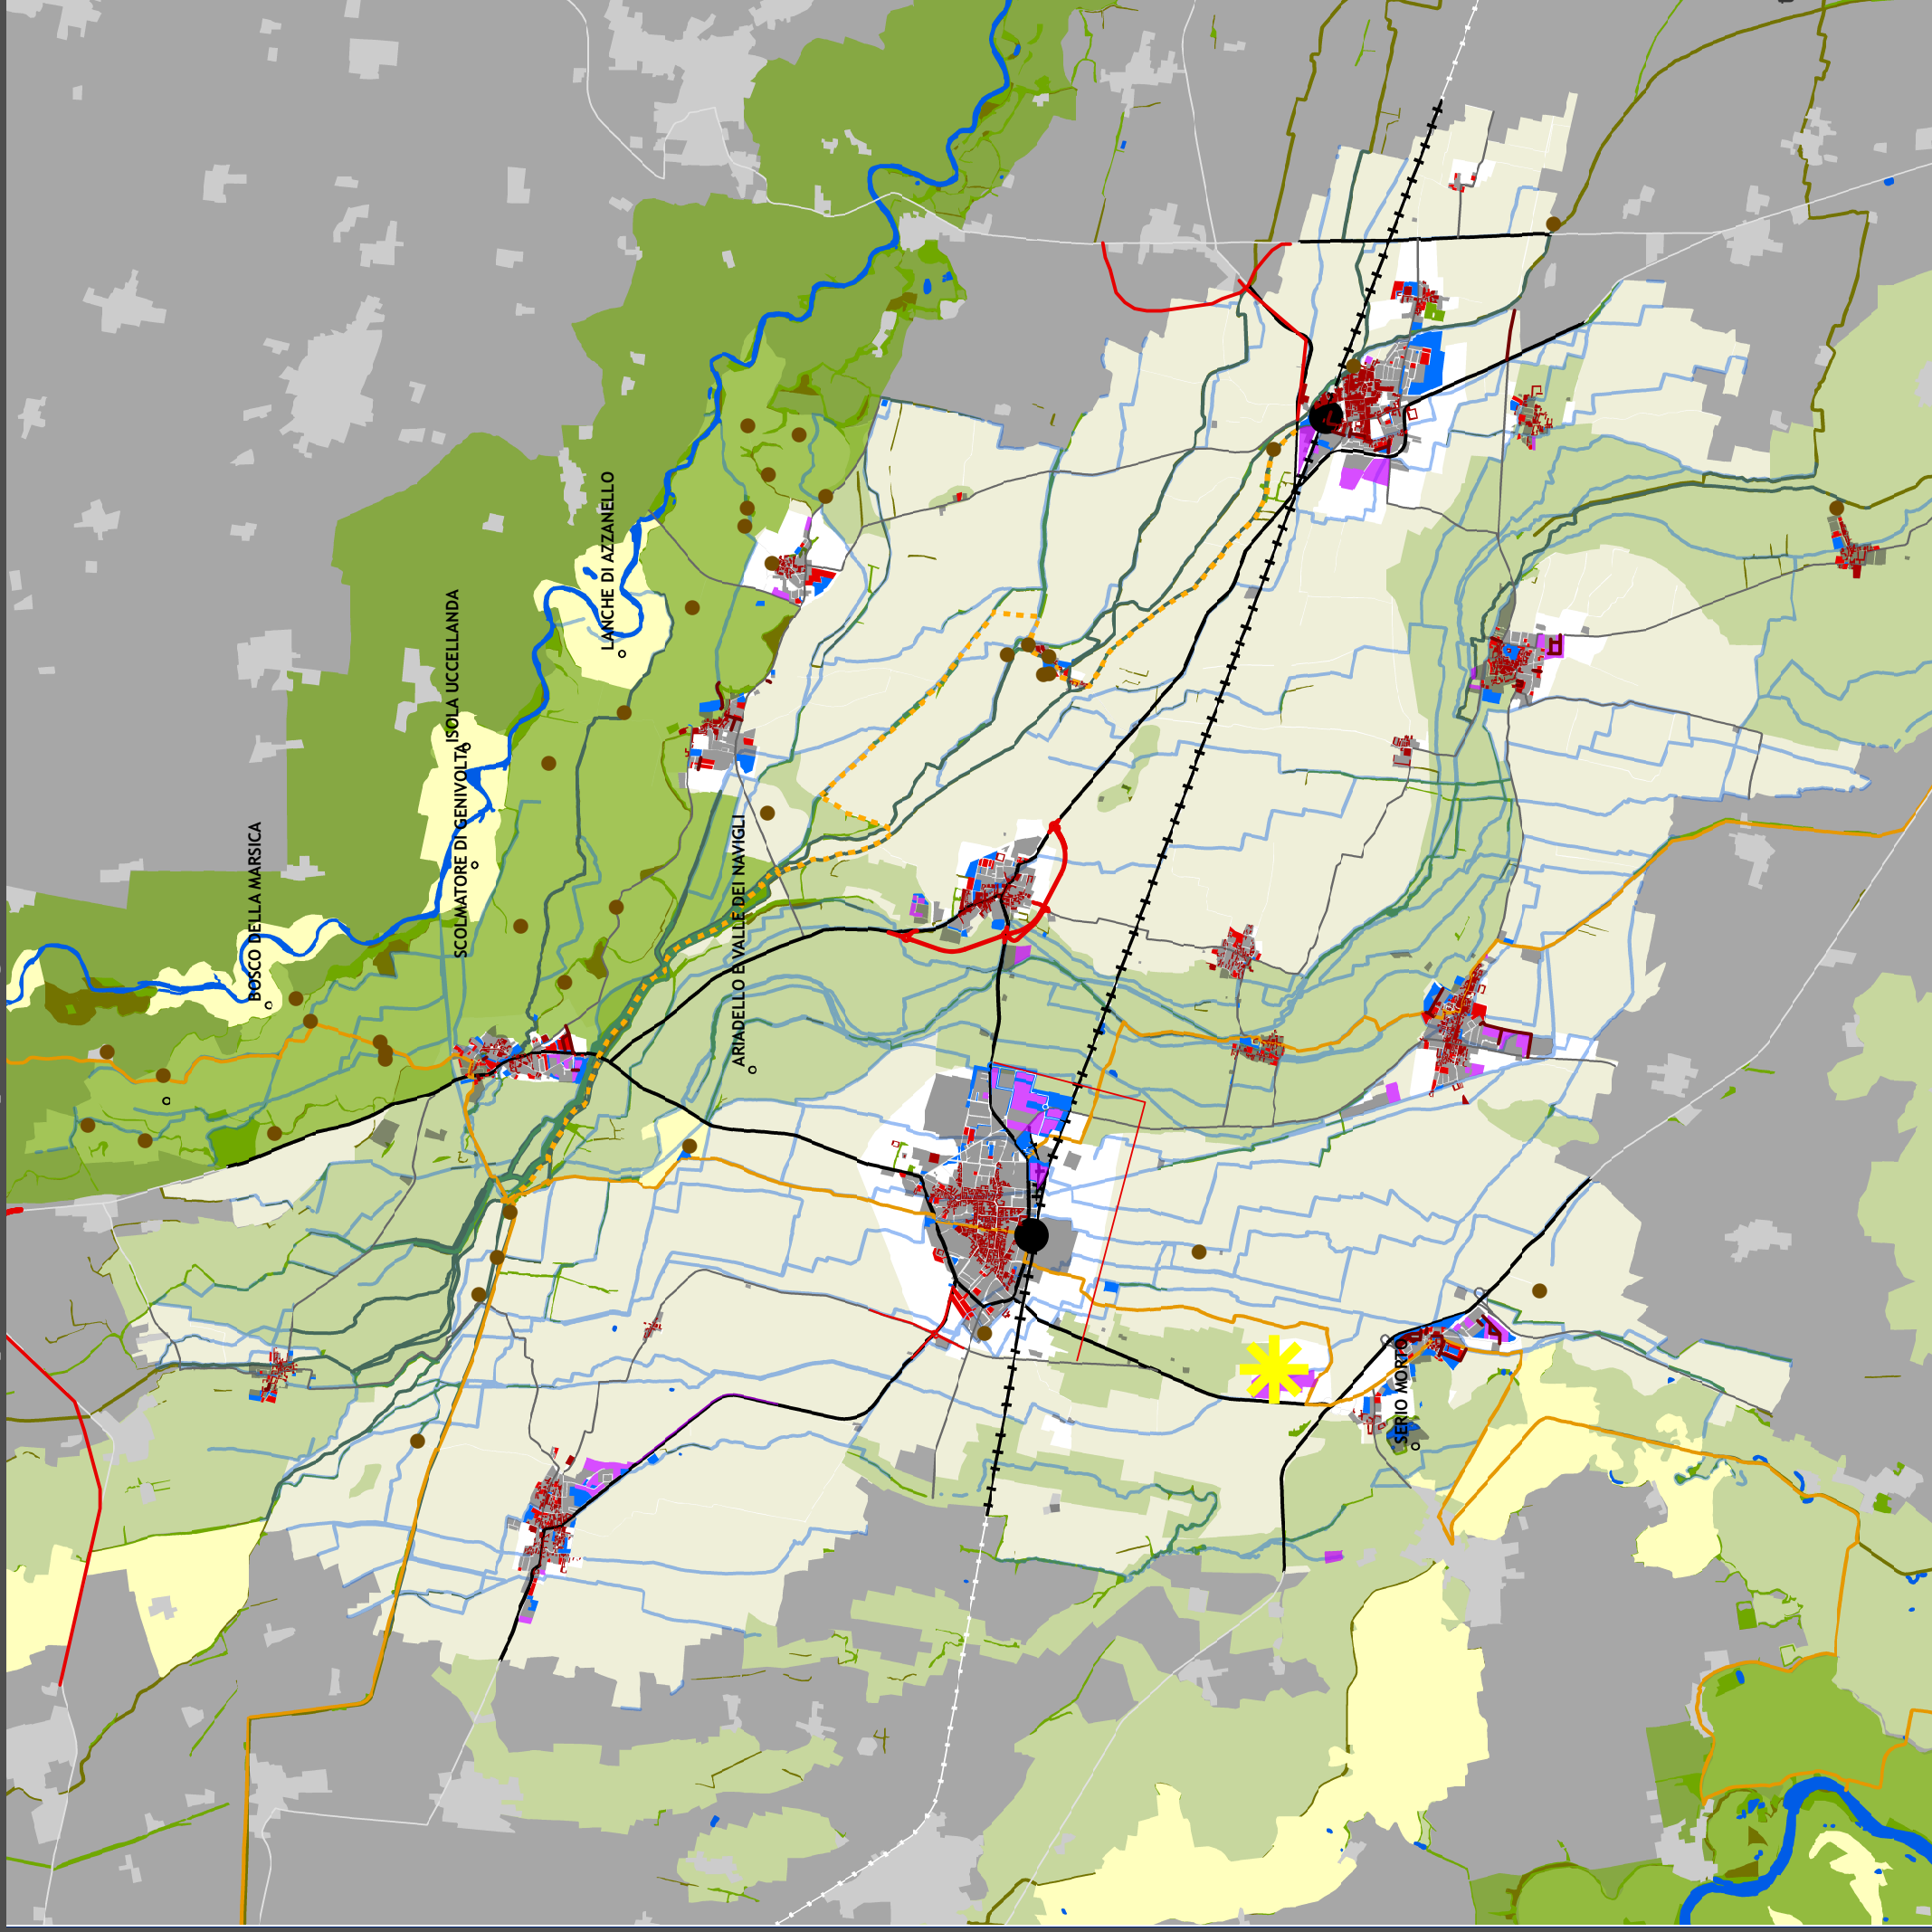 BOSCO DELLA MARSICA
SCOLMATORE DI GENIVOLTA
ISOLA UCCELLANDA
LANCHE DI AZZANELLO
ARIADELLO E VALLE DEI NAVIGLI
SERIO MORTO